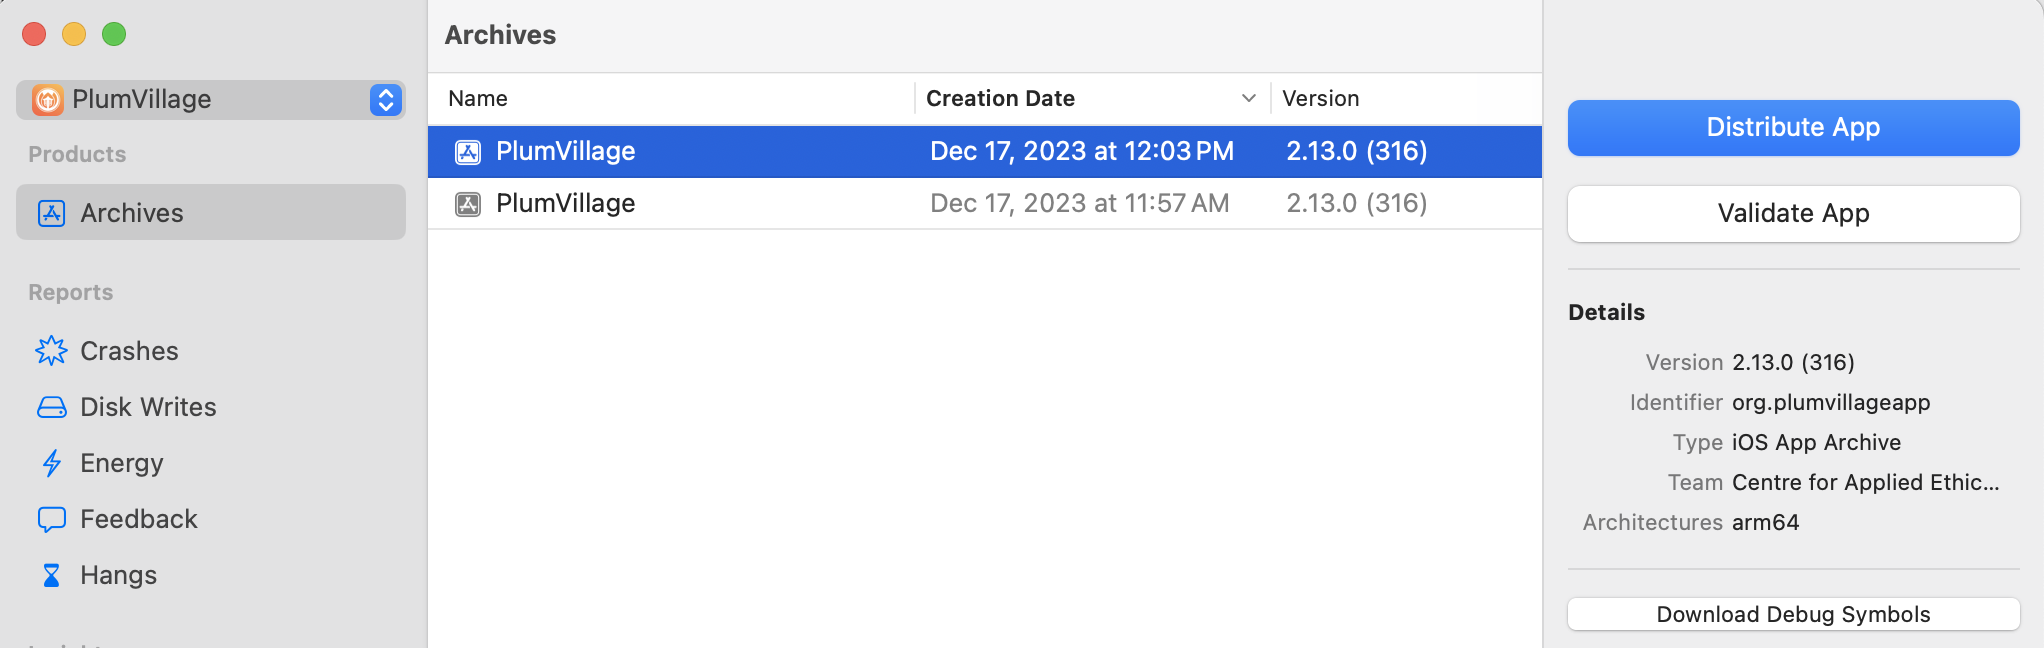 PlumVillage
Products
Archives
Reports
Crashes
Disk Writes
Energy
Feedback
Hangs
Archives
Name Creation Date Version
PlumVillage Dec 17, 2023 at 12:03 PM 2.13.0 (316)
PlumVillage Dec 17, 2023 at 11:57 AM 2.13.0 (316)
Distribute App
Validate App
Details
Version 2.13.0 (316)
Identifier org.plumvillageapp
Type iOS App Archive
Team Centre for Applied Ethic...
Architectures arm64
Download Debug Symbols